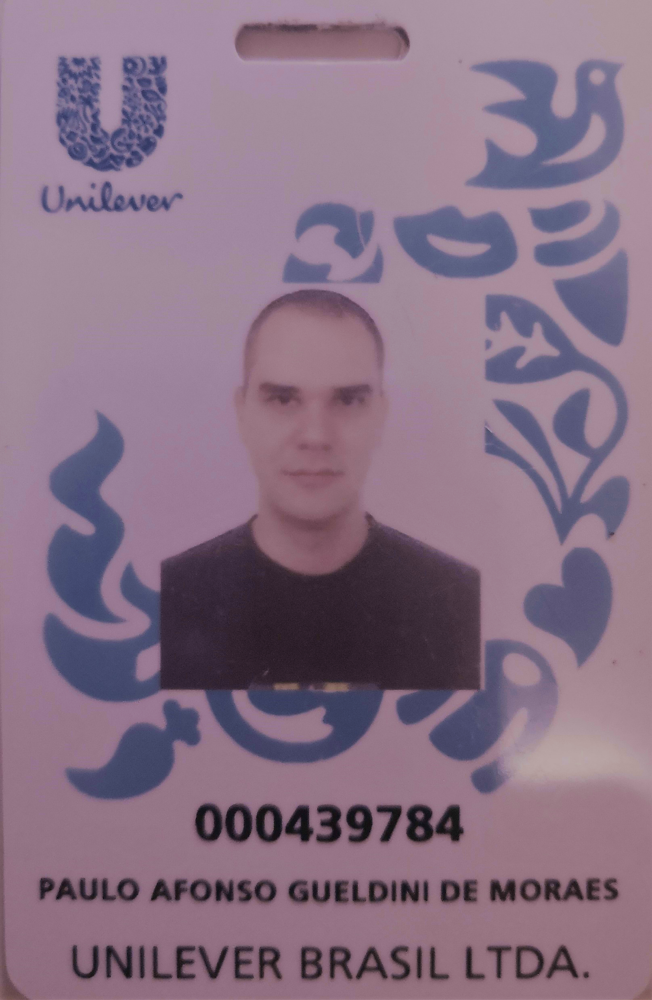 Unilever
000439784
PAULO AFONSO GUELDINI DE MORAES
UNILEVER BRASIL LTDA.